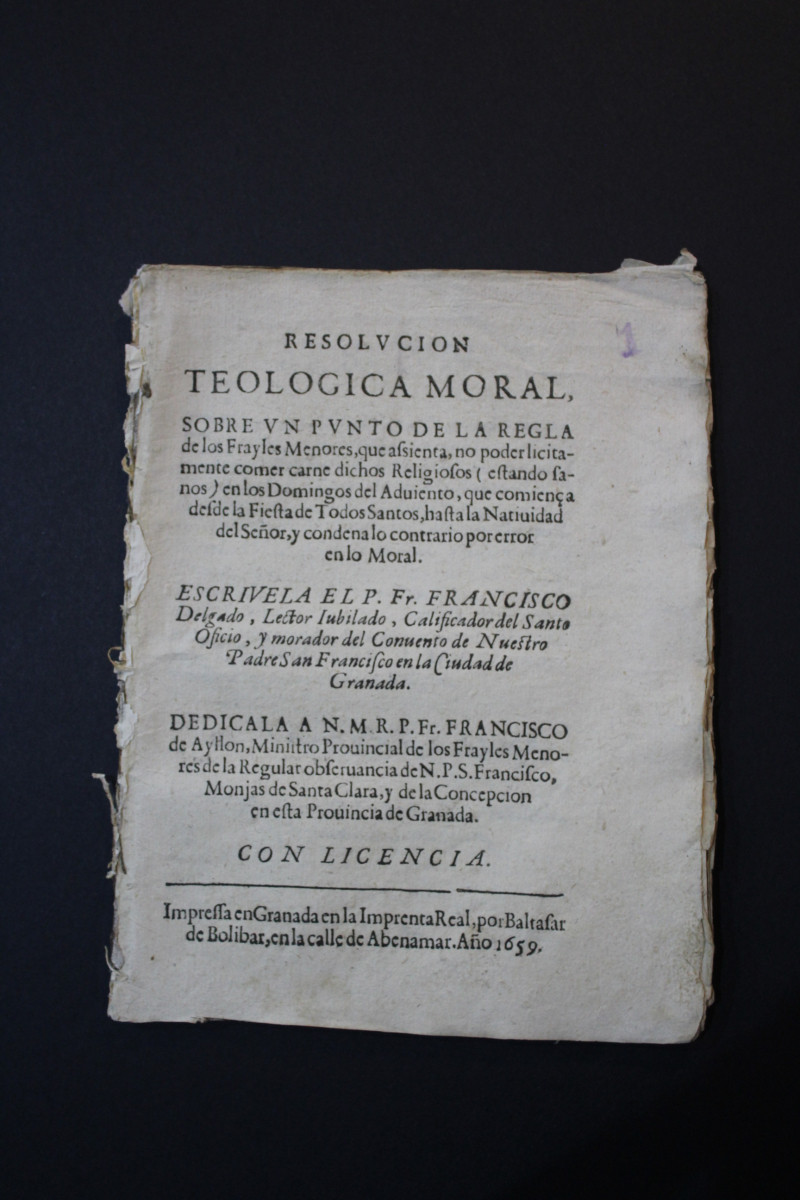 1
RESOLVCION
TEOLOGICA MORAL,
SOBRE VN PVNTO DE LA REGLA
de los Frayles Menores, que aſsienta, no poder licita-
mente comer carne dichos Religioſos ( eſtando ſa-
nos ) en los Domingos del Aduiento, que comiença
deſde la Fieſta de Todos Santos, haſta la Natiuidad
del Señor, y condena lo contrario por error
en lo Moral.
ESCRIVELA EL P. Fr. FRANCISCO
Delgado, Lector Iubilado, Calificador del Santo
Oficio, y morador del Conuento de Nueſtro
Padre San Franciſco en la Ciudad de
Granada.
DEDICALA A N. M. R. P. Fr. FRANCISCO
de Ayllon, Miniſtro Prouincial de los Frayles Meno-
res de la Regular obſeruancia de N. P. S. Franciſco,
Monjas de Santa Clara, y de la Concepcion
en eſta Prouincia de Granada.
CON LICENCIA.
Impreſſa en Granada en la Imprenta Real, por Baltaſar
de Bolibar, en la calle de Abenamar. Año 1659.